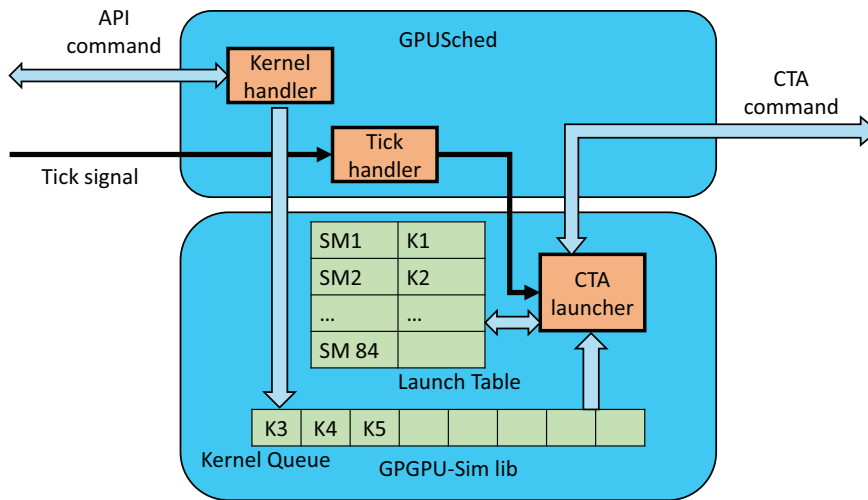 API
command
GPUSched
Kernel
handler
CTA
command
Tick
handler
Tick signal
SM1 K1
SM2 K2
... ...
SM 84
CTA
launcher
Launch Table
K3 K4 K5
Kernel Queue
GPGPU-Sim lib